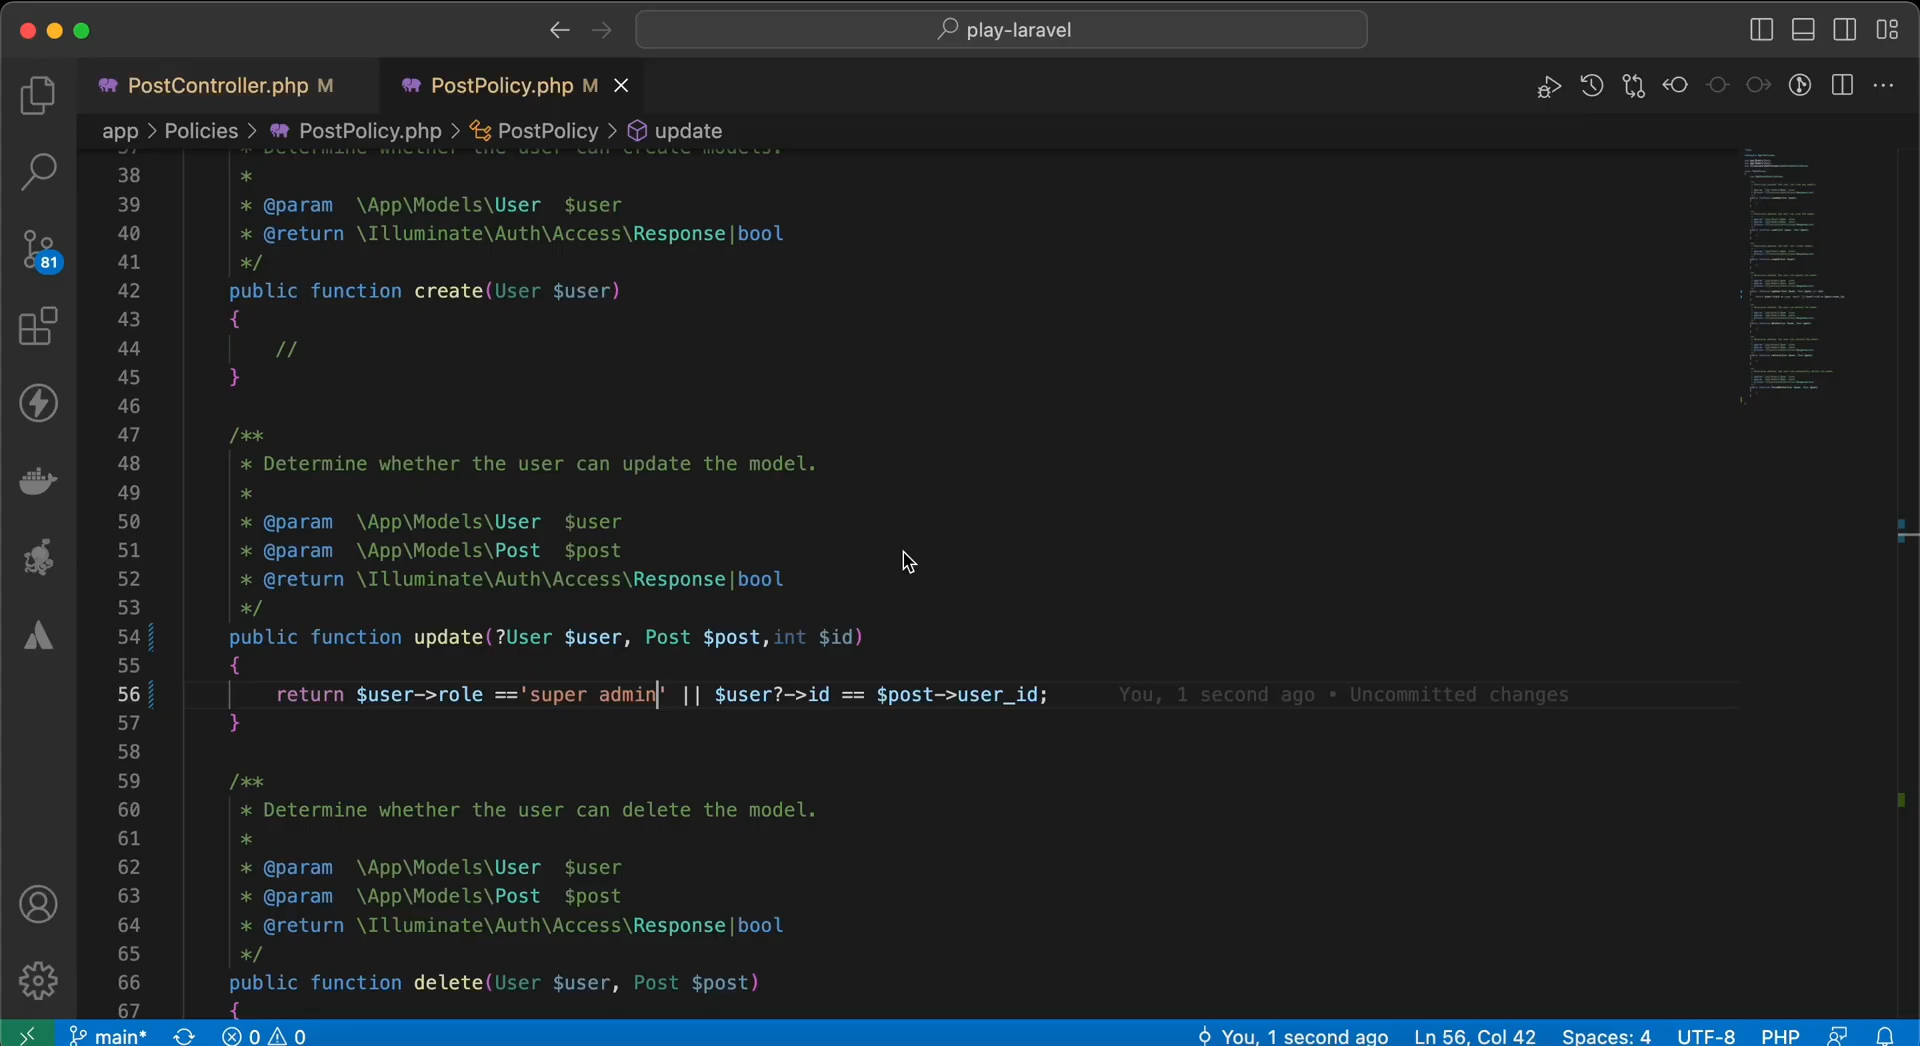 play-laravel
PostController.php M
PostPolicy.php M
app > Policies > PostPolicy.php > PostPolicy > update
37 * Determine whether the user can create models.
38 *
39 * @param  \App\Models\User  $user
40 * @return \Illuminate\Auth\Access\Response|bool
41 */
42 public function create(User $user)
43 {
44 //
45 }
46
47 /**
48 * Determine whether the user can update the model.
49 *
50 * @param  \App\Models\User  $user
51 * @param  \App\Models\Post  $post
52 * @return \Illuminate\Auth\Access\Response|bool
53 */
54 public function update(?User $user, Post $post,int $id)
55 {
56 return $user->role =='super admin' || $user?->id == $post->user_id; You, 1 second ago • Uncommitted changes
57 }
58
59 /**
60 * Determine whether the user can delete the model.
61 *
62 * @param  \App\Models\User  $user
63 * @param  \App\Models\Post  $post
64 * @return \Illuminate\Auth\Access\Response|bool
65 */
66 public function delete(User $user, Post $post)
67 {
81
main* 0 0 You, 1 second ago Ln 56, Col 42 Spaces: 4 UTF-8 PHP